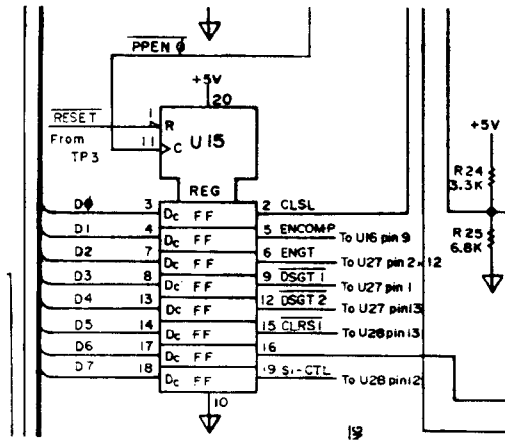 PPEN ϕ
+5V
20
RESET
1
R
U15
From
TP3
11
C
+5V
R24
3.3K
R25
6.8K
REG
Dϕ 3 Dc FF 2 CLSL
D1 4 Dc FF 5 ENCOMP To U16 pin 9
D2 7 Dc FF 6 ENGT To U27 pin 2 12
D3 8 Dc FF 9 DSGT 1 To U27 pin 1
D4 13 Dc FF 12 DSGT 2 To U27 pin 13
D5 14 Dc FF 15 CLRS1 To U28 pin 13
D6 17 Dc FF 16
D7 18 Dc FF 19 To U28 pin 12
10